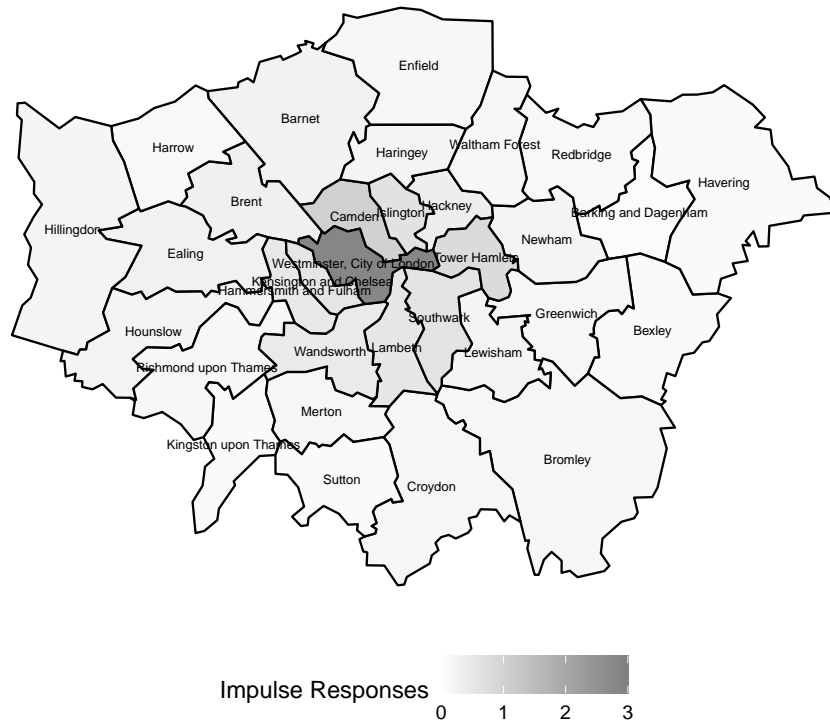 Enfield
Barnet
Harrow
Haringey
Waltham Forest
Redbridge
Havering
Hillingdon
Brent
Camden
Islington
Hackney
Barking and Dagenham
Ealing
Westminster, City of London
Tower Hamlets
Newham
Kensington and Chelsea
Hammersmith and Fulham
Hounslow
Southwark
Greenwich
Bexley
Richmond upon Thames
Wandsworth
Lambeth
Lewisham
Merton
Kingston upon Thames
Sutton
Croydon
Bromley
Impulse Responses
0 1 2 3